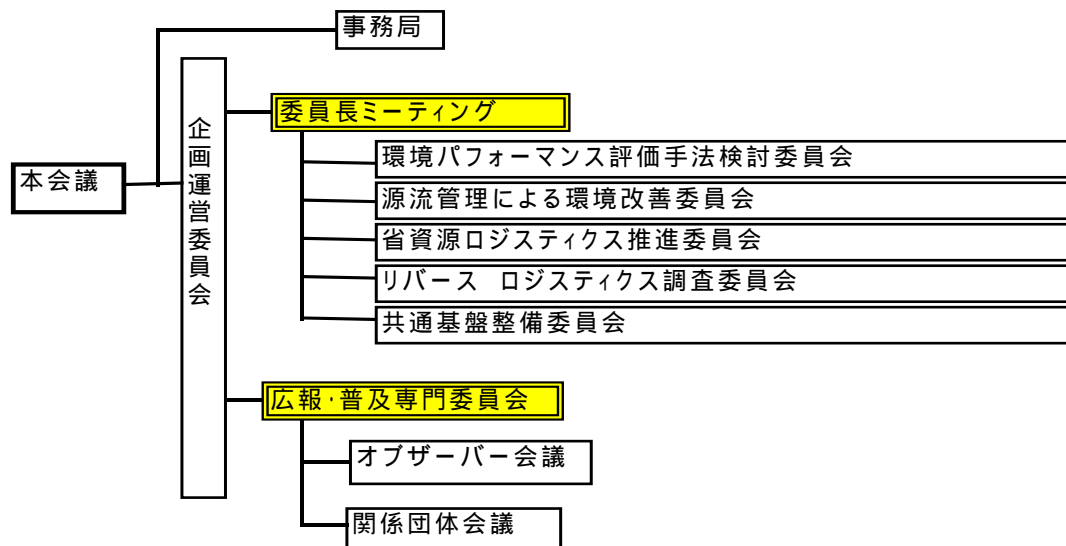 事務局
企画運営委員会
委員長ミーティング
環境パフォーマンス評価手法検討委員会
本会議
源流管理による環境改善委員会
省資源ロジスティクス推進委員会
リバース ロジスティクス調査委員会
共通基盤整備委員会
広報・普及専門委員会
オブザーバー会議
関係団体会議